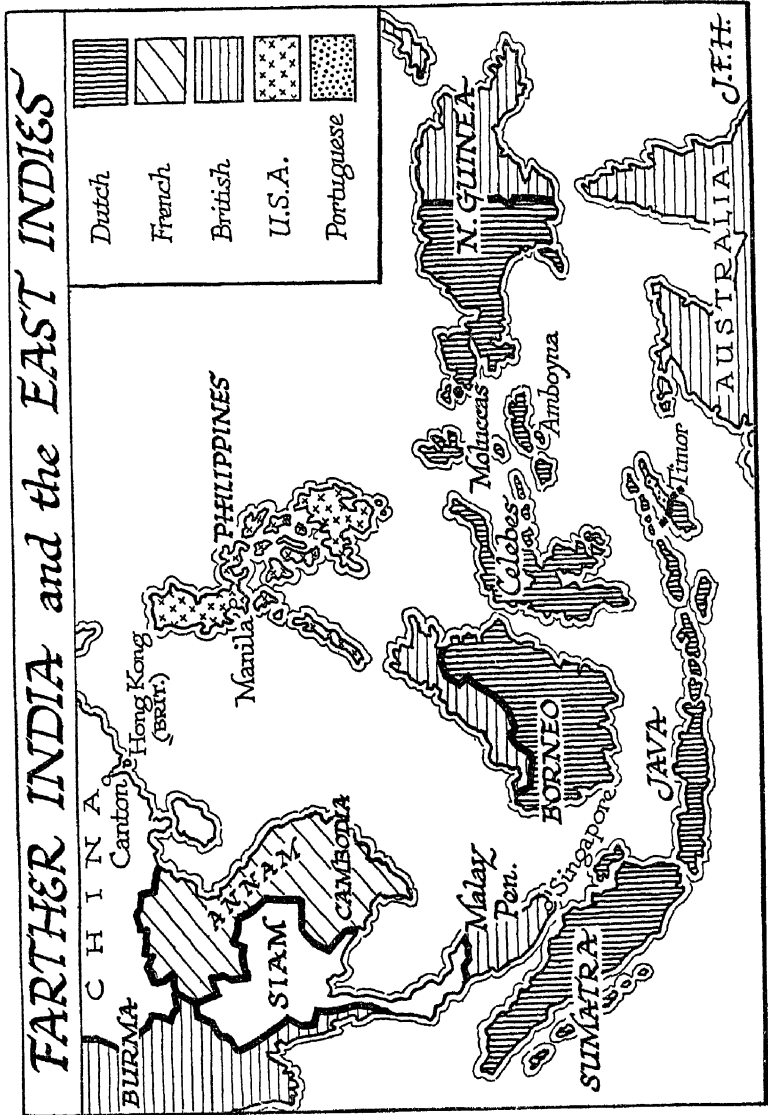 FARTHER INDIA and the EAST INDIES
Dutch
French
British
U.S.A.
Portuguese
CHINA
BURMA
Canton
Hong Kong
(BRIT.)
ANNAM
SIAM
CAMBODIA
Manila
PHILIPPINES
Malay
Pen.
Singapore
SUMATRA
BORNEO
JAVA
Celebes
Moluccas
Amboyna
Timor
N. GUINEA
AUSTRALIA
J.F.H.